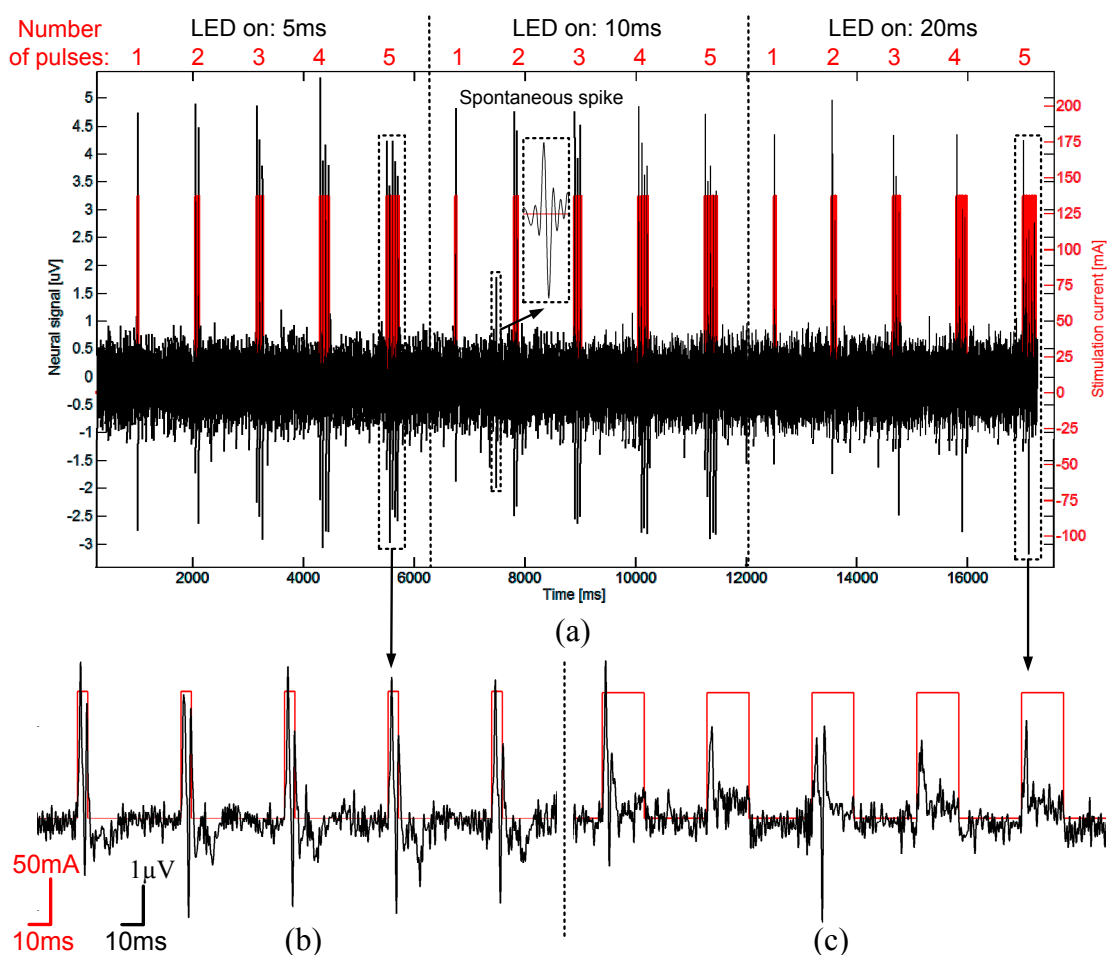 Number of pulses:
LED on: 5ms
LED on: 10ms
LED on: 20ms
1 2 3 4 5
1 2 3 4 5
1 2 3 4 5
Spontaneous spike
Neural signal [uV]
5
4.5
4
3.5
3
2.5
2
1.5
1
0.5
0
-0.5
-1
-1.5
-2
-2.5
-3
Stimulation current [mA]
200
175
150
125
100
75
50
25
0
-25
-50
-75
-100
2000 4000 6000 8000 10000 12000 14000 16000
Time [ms]
(a)
50mA
10ms
1µV
10ms
(b)
(c)